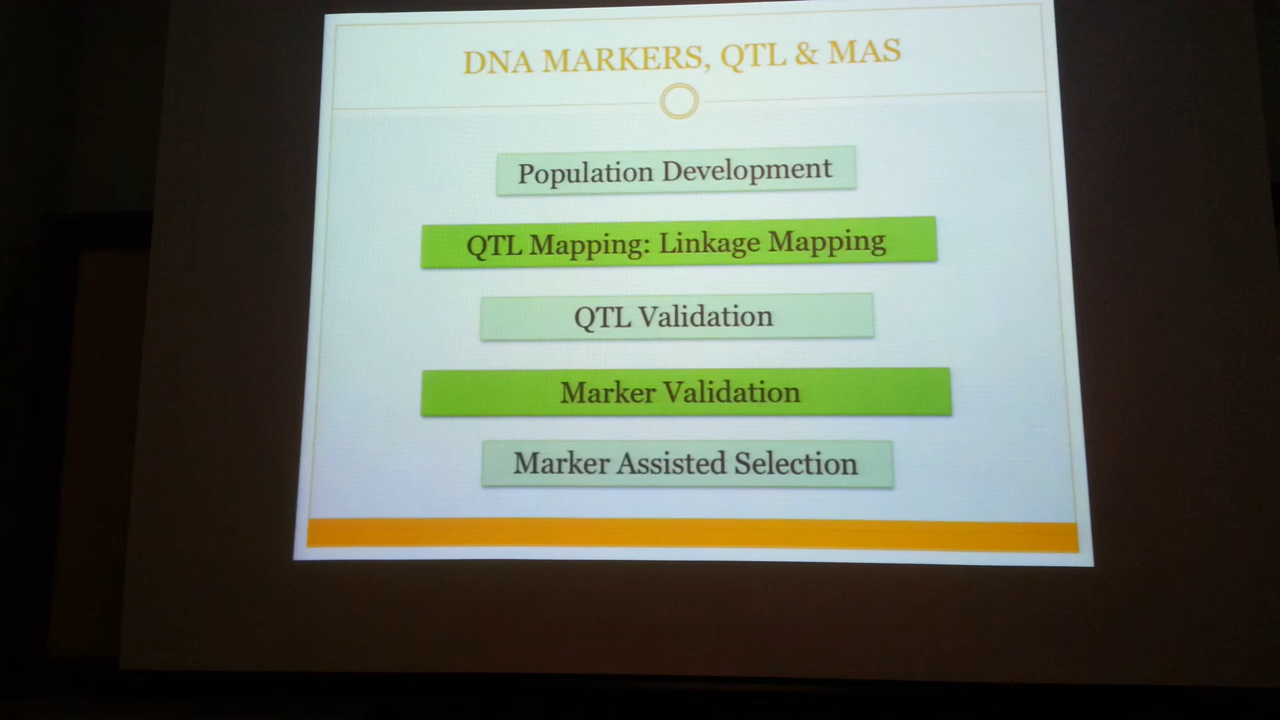 DNA MARKERS, QTL & MAS
Population Development
QTL Mapping: Linkage Mapping
QTL Validation
Marker Validation
Marker Assisted Selection